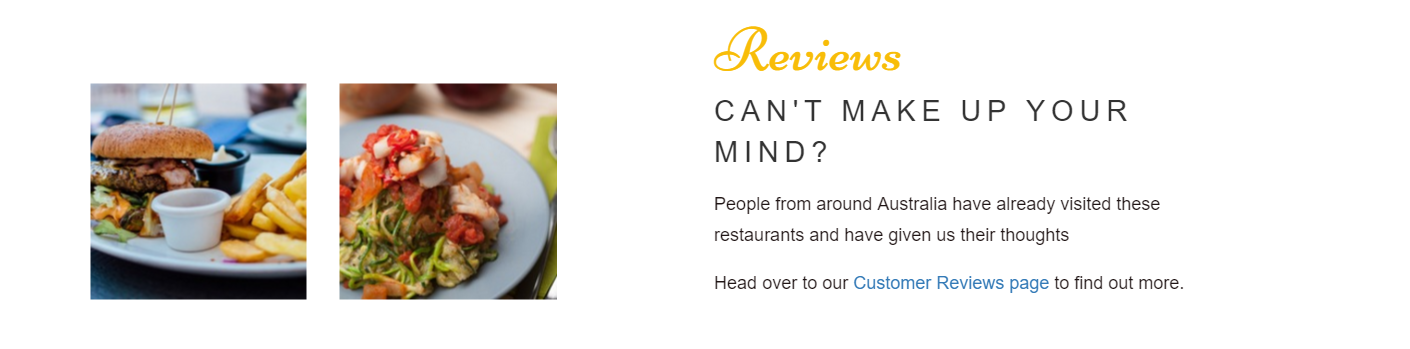 Reviews
CAN'T MAKE UP YOUR
MIND?
People from around Australia have already visited these
restaurants and have given us their thoughts
Head over to our Customer Reviews page to find out more.